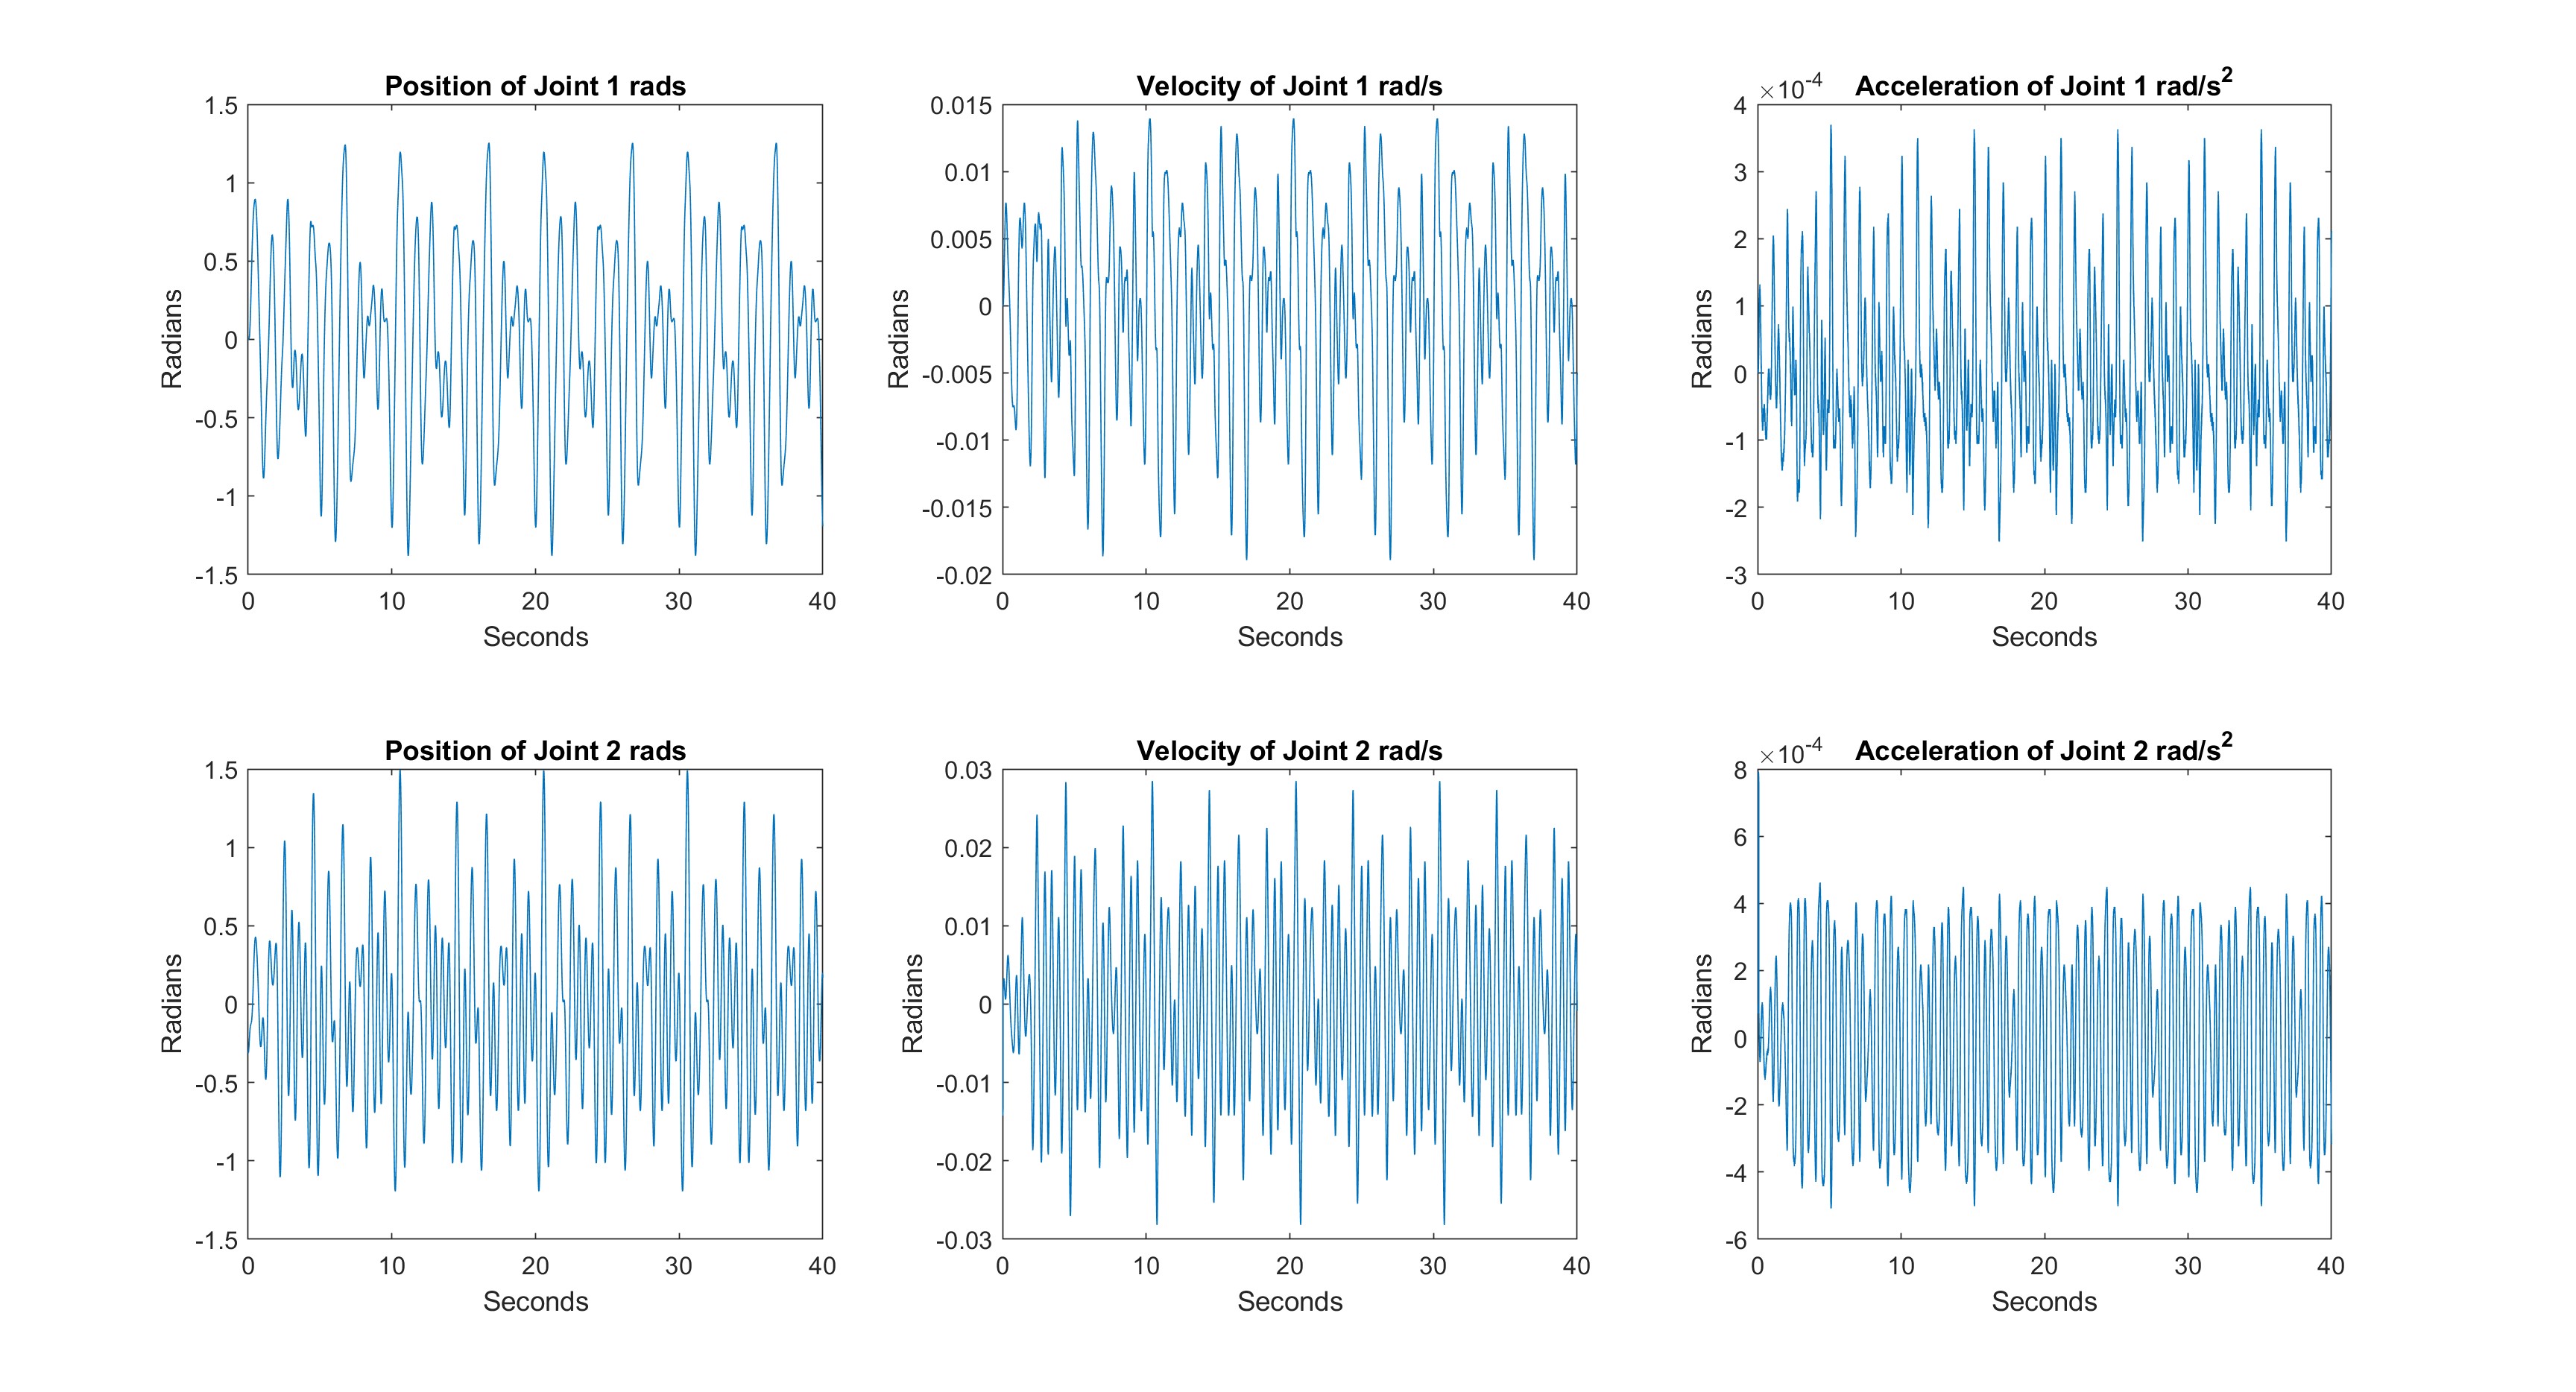 Position of Joint 1 rads
1.5
1
0.5
0
-0.5
-1
-1.5
Radians
0 10 20 30 40
Seconds
Velocity of Joint 1 rad/s
0.015
0.01
0.005
0
-0.005
-0.01
-0.015
-0.02
Radians
0 10 20 30 40
Seconds
×10⁻⁴ Acceleration of Joint 1 rad/s²
4
3
2
1
0
-1
-2
-3
Radians
0 10 20 30 40
Seconds
Position of Joint 2 rads
1.5
1
0.5
0
-0.5
-1
-1.5
Radians
0 10 20 30 40
Seconds
Velocity of Joint 2 rad/s
0.03
0.02
0.01
0
-0.01
-0.02
-0.03
Radians
0 10 20 30 40
Seconds
×10⁻⁴ Acceleration of Joint 2 rad/s²
8
6
4
2
0
-2
-4
-6
Radians
0 10 20 30 40
Seconds